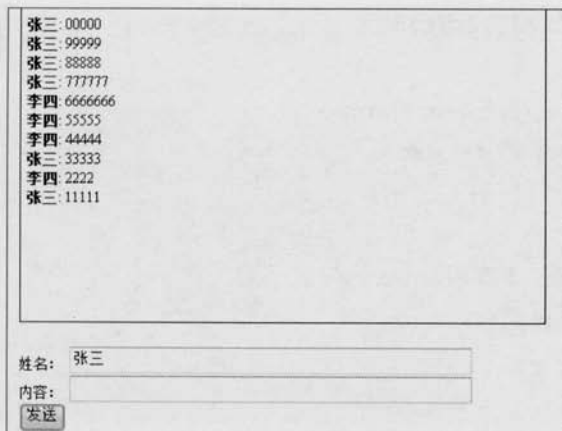 张三: 00000
张三: 99999
张三: 88888
张三: 777777
李四: 6666666
李四: 55555
李四: 44444
张三: 33333
李四: 2222
张三: 11111
姓名: 张三
内容:
发送